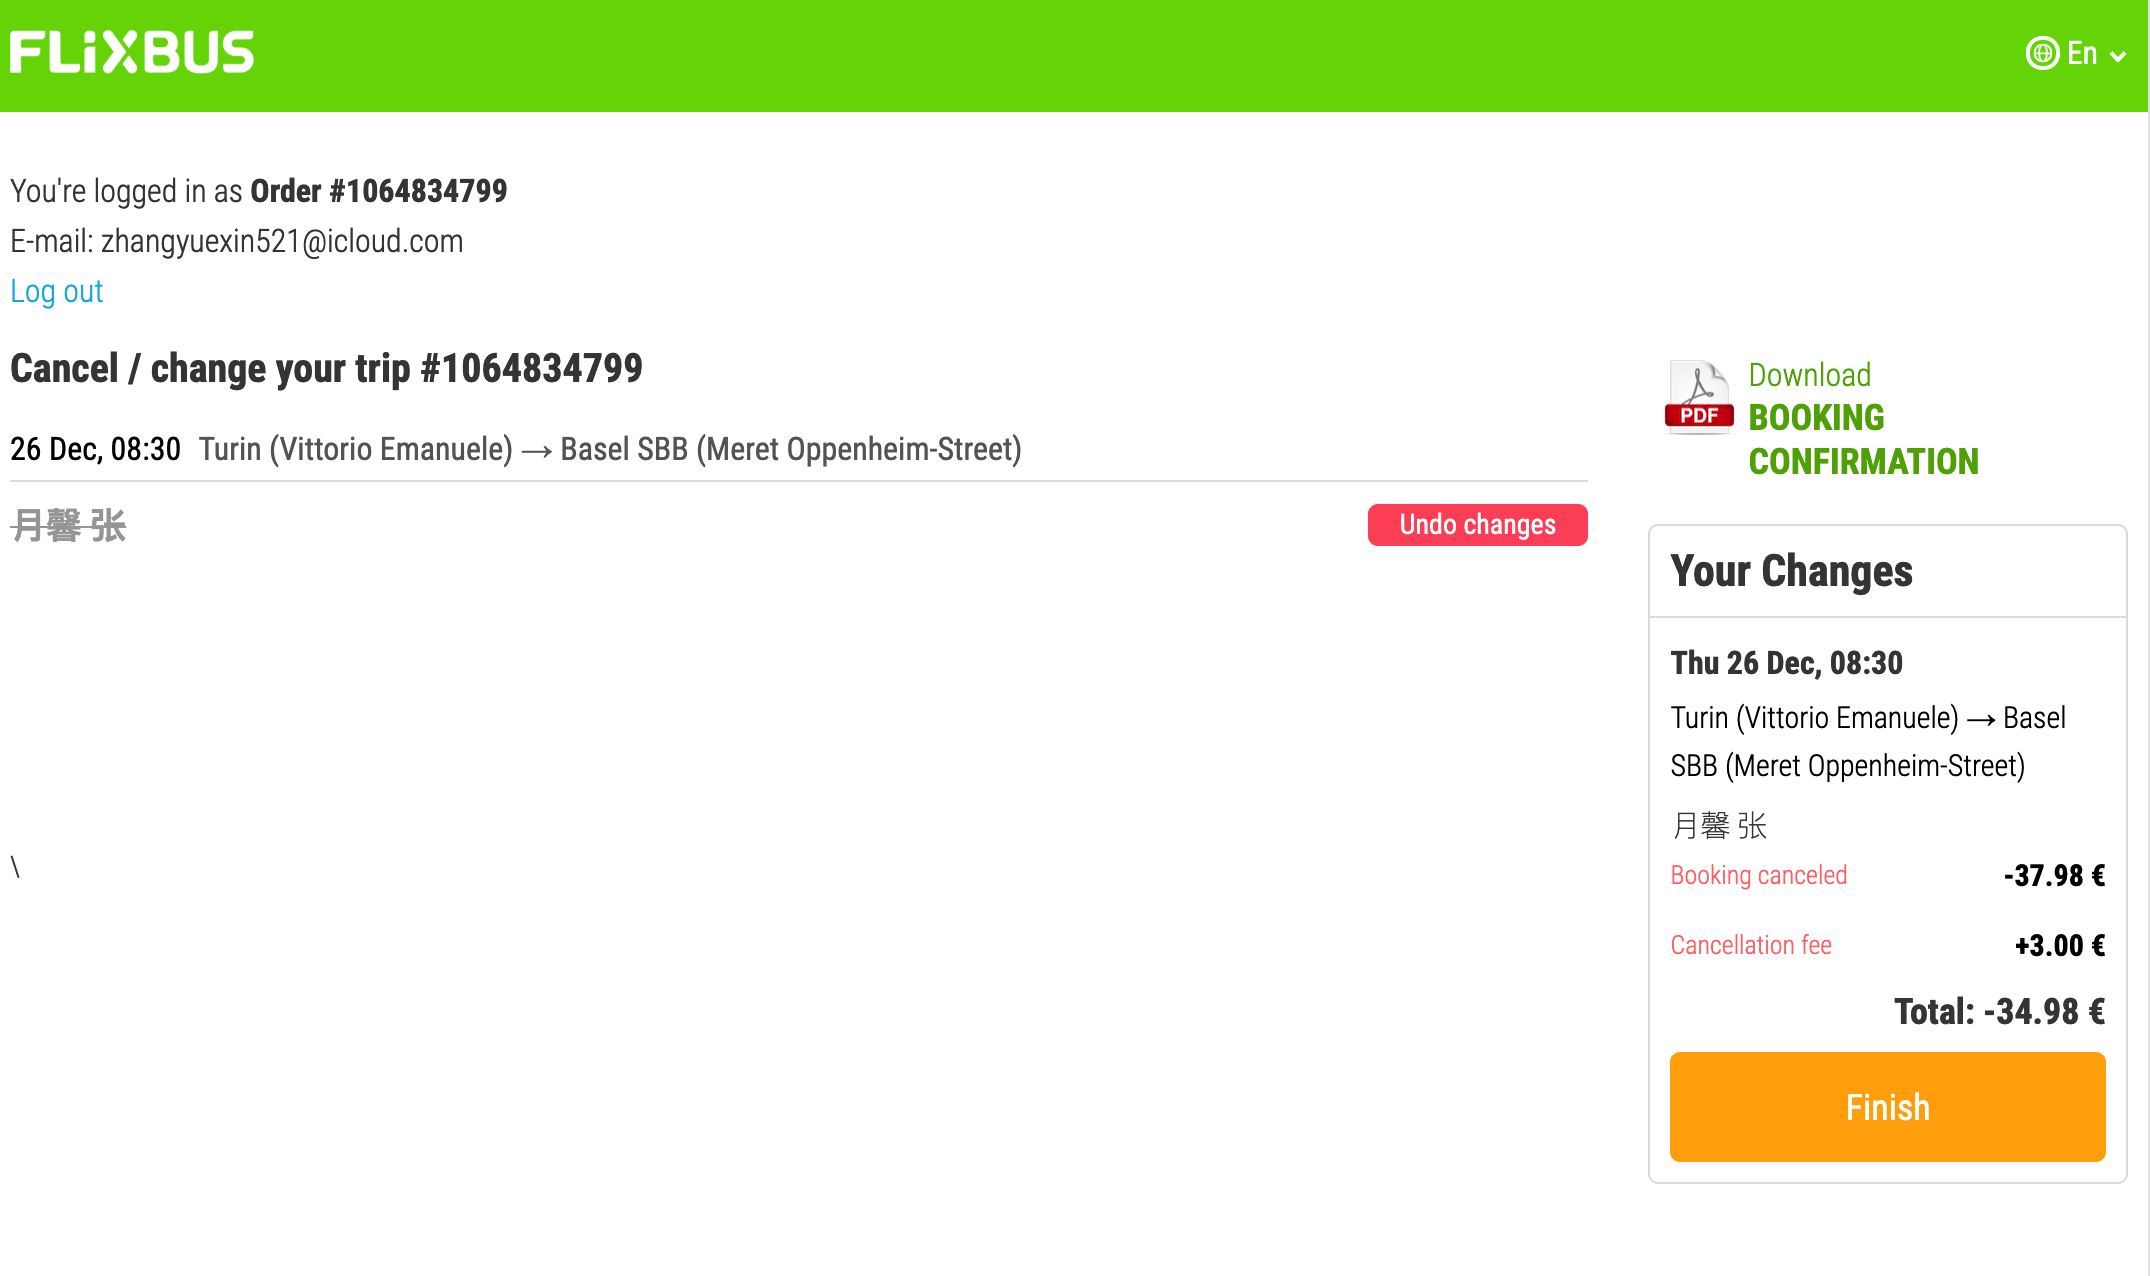 FLiXBUS
En
You're logged in as Order #1064834799
E-mail: zhangyuexin521@icloud.com
Log out
Cancel / change your trip #1064834799
26 Dec, 08:30 Turin (Vittorio Emanuele) → Basel SBB (Meret Oppenheim-Street)
月馨 张
Undo changes
\
PDF
Download
BOOKING
CONFIRMATION
Your Changes
Thu 26 Dec, 08:30
Turin (Vittorio Emanuele) → Basel
SBB (Meret Oppenheim-Street)
月馨 张
Booking canceled -37.98 €
Cancellation fee +3.00 €
Total: -34.98 €
Finish